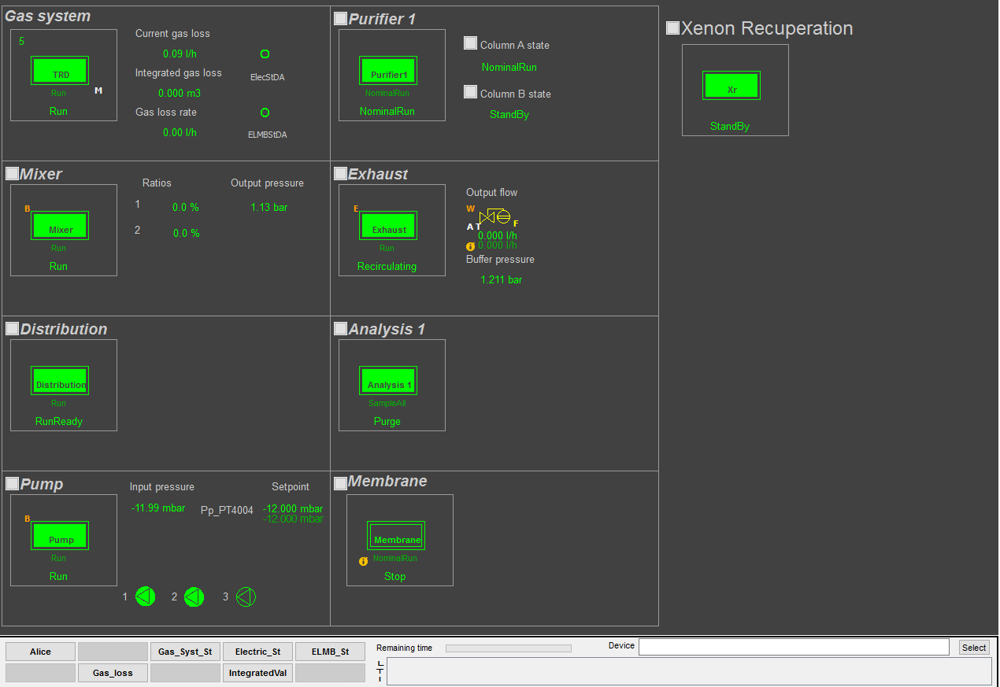 Gas system
5
TRD
Run
M
Run
Current gas loss
0.09 l/h
Integrated gas loss
0.000 m3
Gas loss rate
0.00 l/h
ElecStDA
ELMBStDA
Purifier 1
Purifier1
NominalRun
NominalRun
Column A state
NominalRun
Column B state
StandBy
Xenon Recuperation
Xr
StandBy
Mixer
B
Mixer
Run
Run
Ratios
1
0.0 %
2
0.0 %
Output pressure
1.13 bar
Exhaust
E
Exhaust
Run
Recirculating
Output flow
W
A T
F
0.000 l/h
0.000 l/h
Buffer pressure
1.211 bar
Distribution
Distribution
Run
RunReady
Analysis 1
Analysis 1
SampleAll
Purge
Pump
B
Pump
Run
Run
Input pressure
-11.99 mbar
Pp_PT4004
Setpoint
-12.000 mbar
-12.000 mbar
1
2
3
Membrane
Membrane
NominalRun
Stop
Alice
Gas_Syst_St
Electric_St
ELMB_St
Gas_loss
IntegratedVal
Remaining time
Device
Select
L
T
I